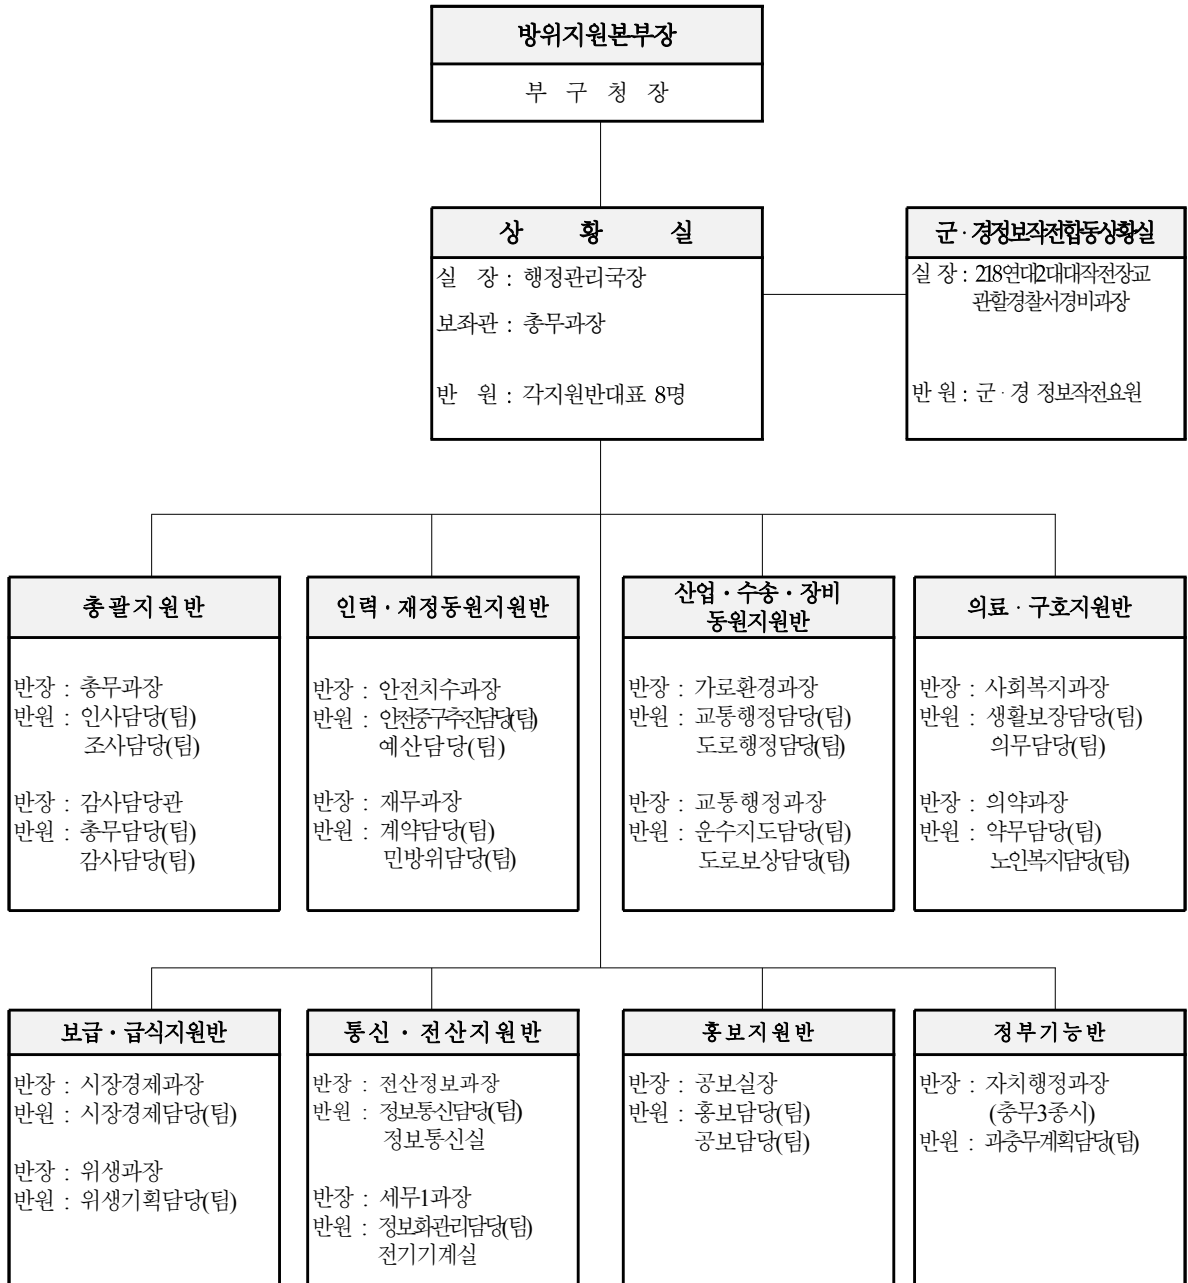 방위지원본부장
부 구 청 장
상 황 실
실 장 : 행정관리국장
보좌관 : 총무과장
반 원 : 각지원반대표 8명
군·경정보작전합동상황실
실 장 : 218연대2대대작전장교
관할경찰서경비과장
반 원 : 군·경 정보작전요원
총괄지원반
반장 : 총무과장
반원 : 인사담당(팀)
조사담당(팀)
반장 : 감사담당관
반원 : 총무담당(팀)
감사담당(팀)
인력·재정동원지원반
반장 : 안전치수과장
반원 : 안전중구추진담당(팀)
예산담당(팀)
반장 : 재무과장
반원 : 계약담당(팀)
민방위담당(팀)
산업·수송·장비
동원지원반
반장 : 가로환경과장
반원 : 교통행정담당(팀)
도로행정담당(팀)
반장 : 교통행정과장
반원 : 운수지도담당(팀)
도로보상담당(팀)
의료·구호지원반
반장 : 사회복지과장
반원 : 생활보장담당(팀)
의무담당(팀)
반장 : 의약과장
반원 : 약무담당(팀)
노인복지담당(팀)
보급·급식지원반
반장 : 시장경제과장
반원 : 시장경제담당(팀)
반장 : 위생과장
반원 : 위생기획담당(팀)
통신·전산지원반
반장 : 전산정보과장
반원 : 정보통신담당(팀)
정보통신실
반장 : 세무1과장
반원 : 정보화관리담당(팀)
전기기계실
홍보지원반
반장 : 공보실장
반원 : 홍보담당(팀)
공보담당(팀)
정부기능반
반장 : 자치행정과장
(충무3종시)
반원 : 과충무계획담당(팀)